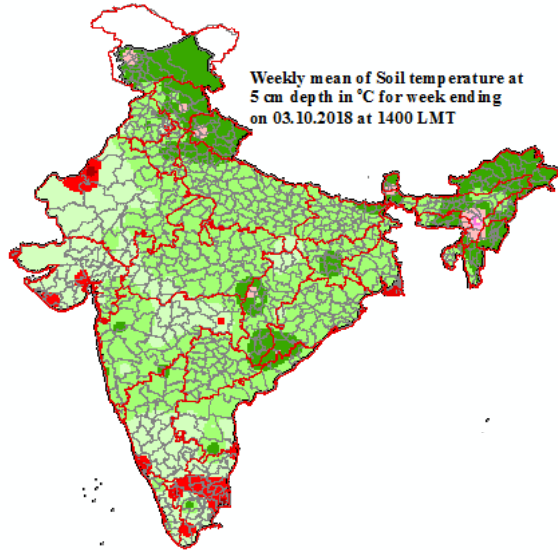 Weekly mean of Soil temperature at
5 cm depth in °C for week ending
on 03.10.2018 at 1400 LMT